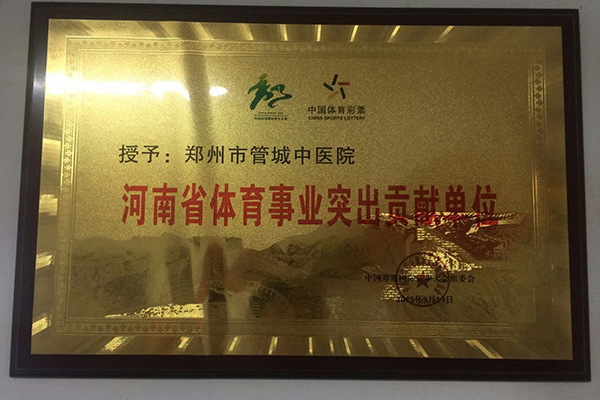 中国体育彩票
CHINA SPORTS LOTTERY
授予：郑州市管城中医院
河南省体育事业突出贡献单位